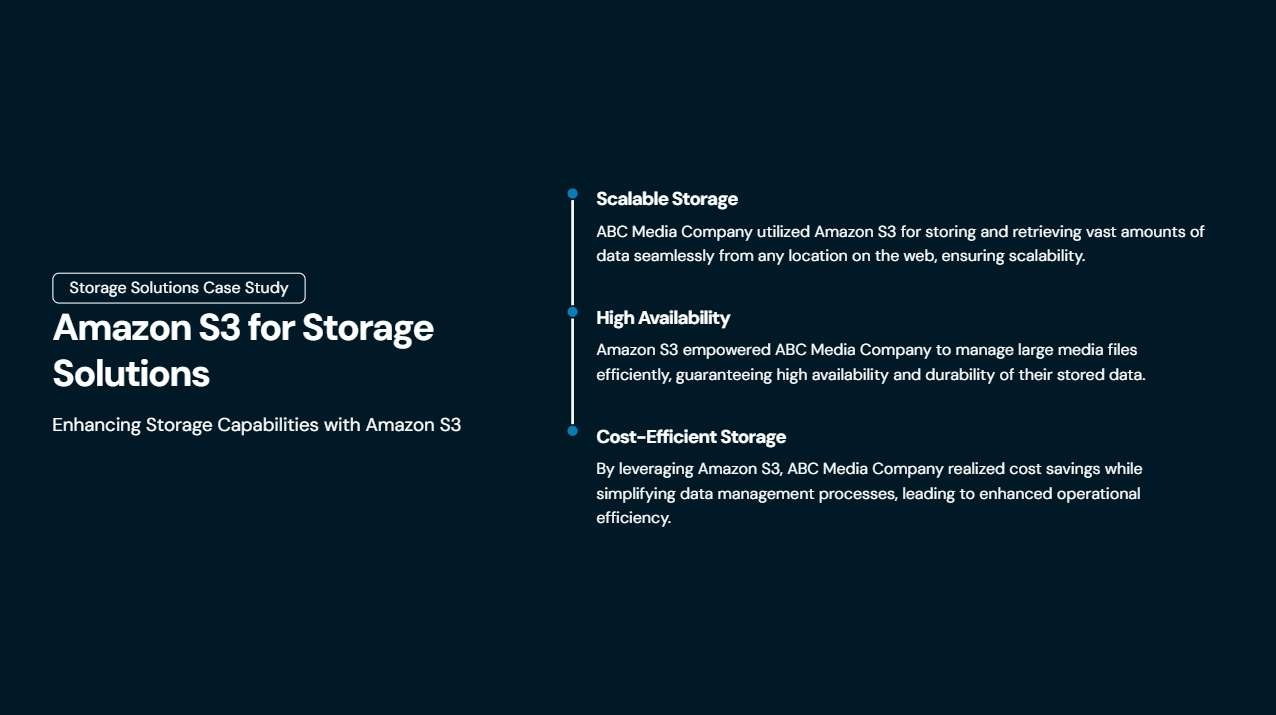 Storage Solutions Case Study
Amazon S3 for Storage
Solutions
Enhancing Storage Capabilities with Amazon S3
Scalable Storage
ABC Media Company utilized Amazon S3 for storing and retrieving vast amounts of
data seamlessly from any location on the web, ensuring scalability.
High Availability
Amazon S3 empowered ABC Media Company to manage large media files
efficiently, guaranteeing high availability and durability of their stored data.
Cost-Efficient Storage
By leveraging Amazon S3, ABC Media Company realized cost savings while
simplifying data management processes, leading to enhanced operational
efficiency.